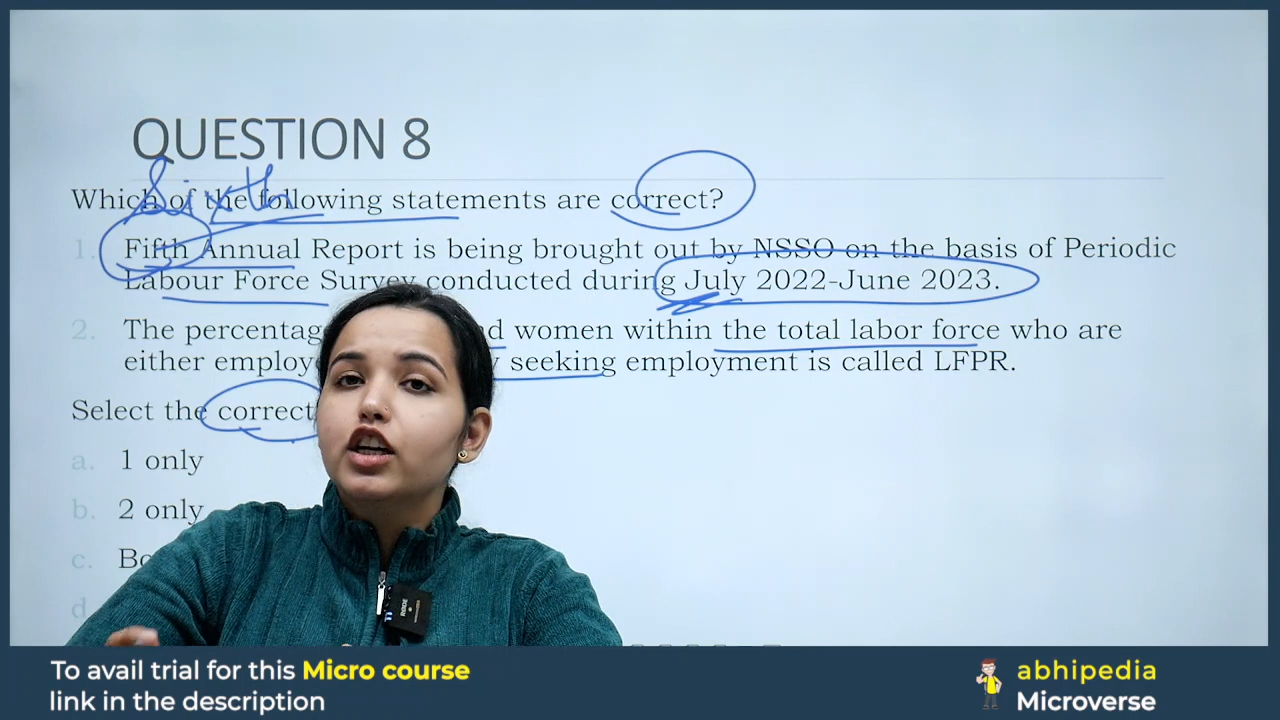 QUESTION 8
Sixth
Which of the following statements are correct?
1. Fifth Annual Report is being brought out by NSSO on the basis of Periodic
Labour Force Survey conducted during July 2022-June 2023.
2. The women within the total labor force who are
either seeking employment is called LFPR.
Select the correct
a. 1 only
b. 2 only
c.
d
RODE
To avail trial for this Micro course
link in the description
abhipedia
Microverse